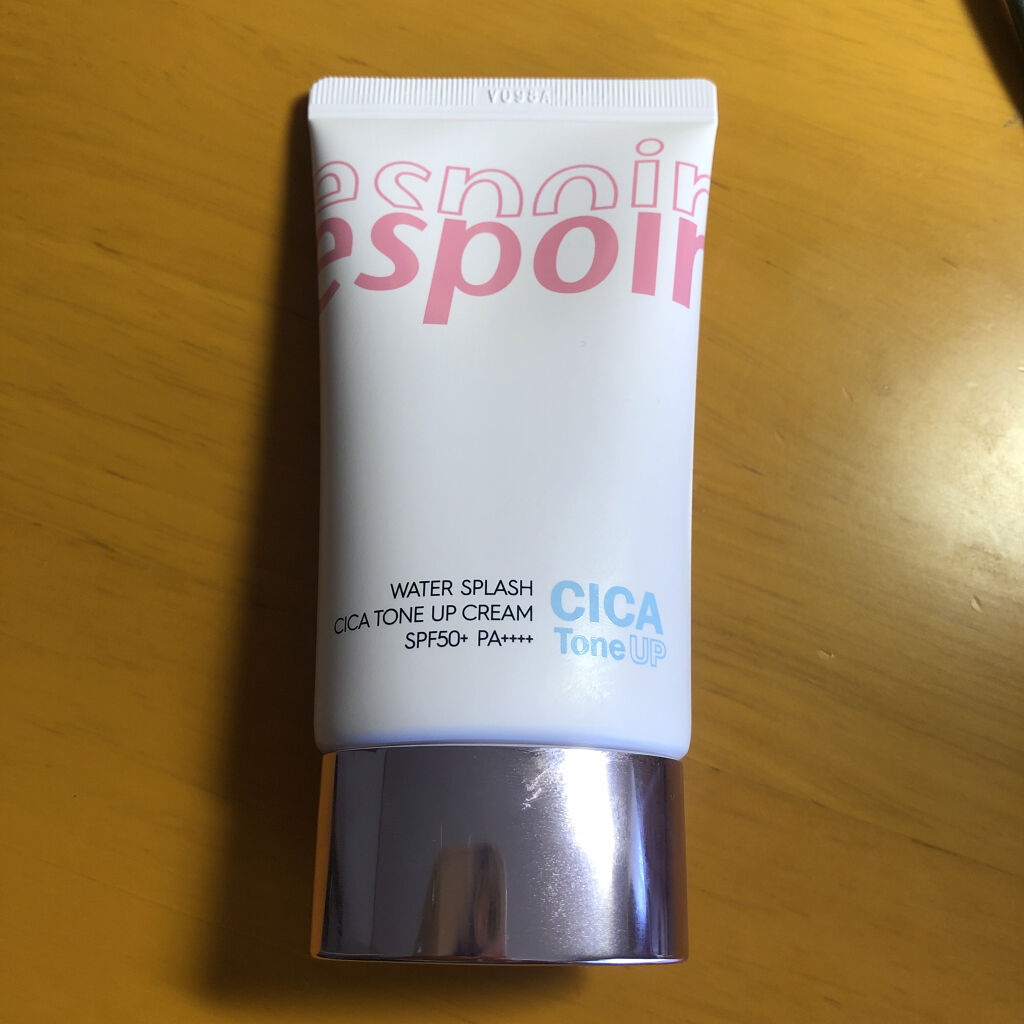 espoir
espoir
WATER SPLASH
CICA TONE UP CREAM
SPF50+ PA++++
CICA
Tone UP